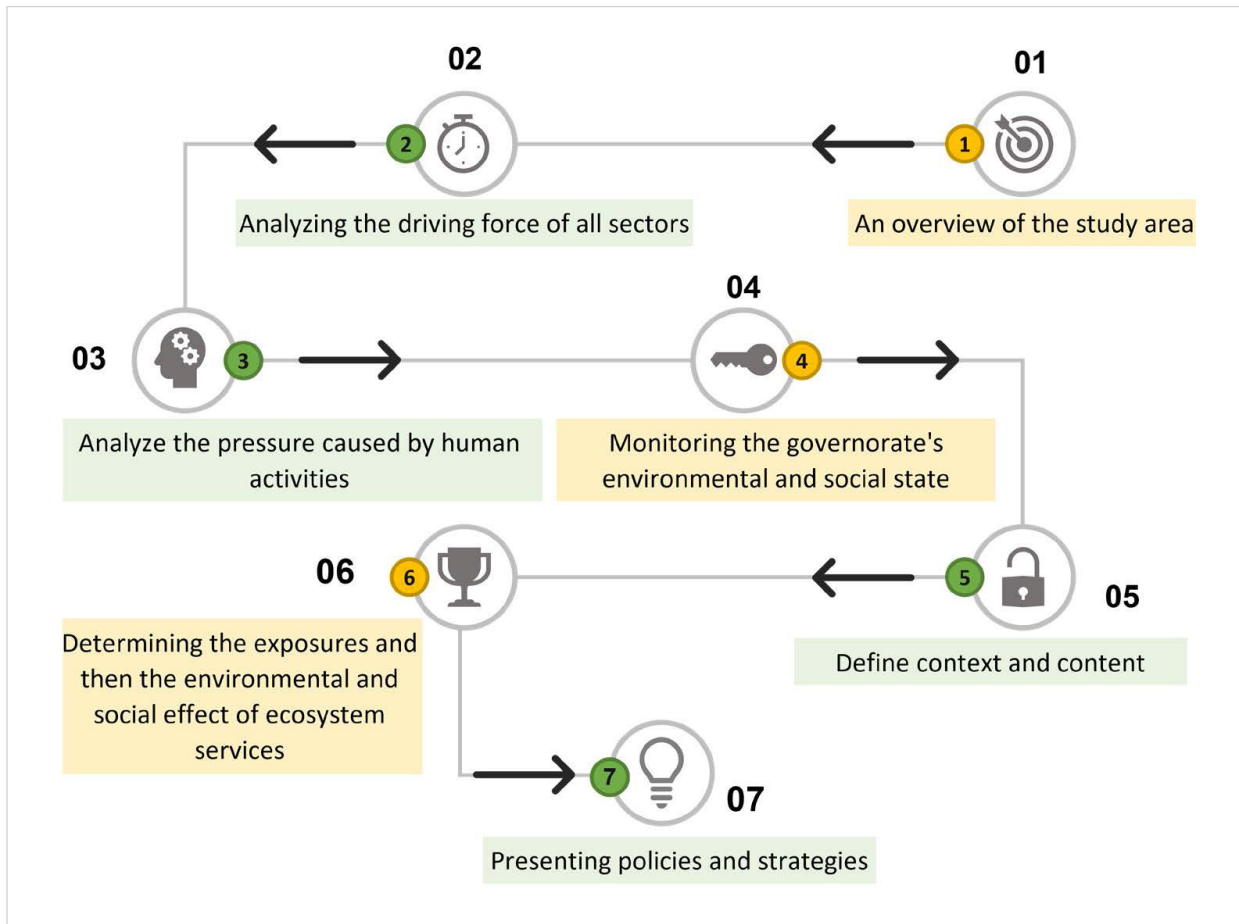 01
1
An overview of the study area
02
2
Analyzing the driving force of all sectors
03
3
Analyze the pressure caused by human
activities
04
4
Monitoring the governorate's
environmental and social state
05
5
Define context and content
06
6
Determining the exposures and
then the environmental and
social effect of ecosystem
services
07
7
Presenting policies and strategies